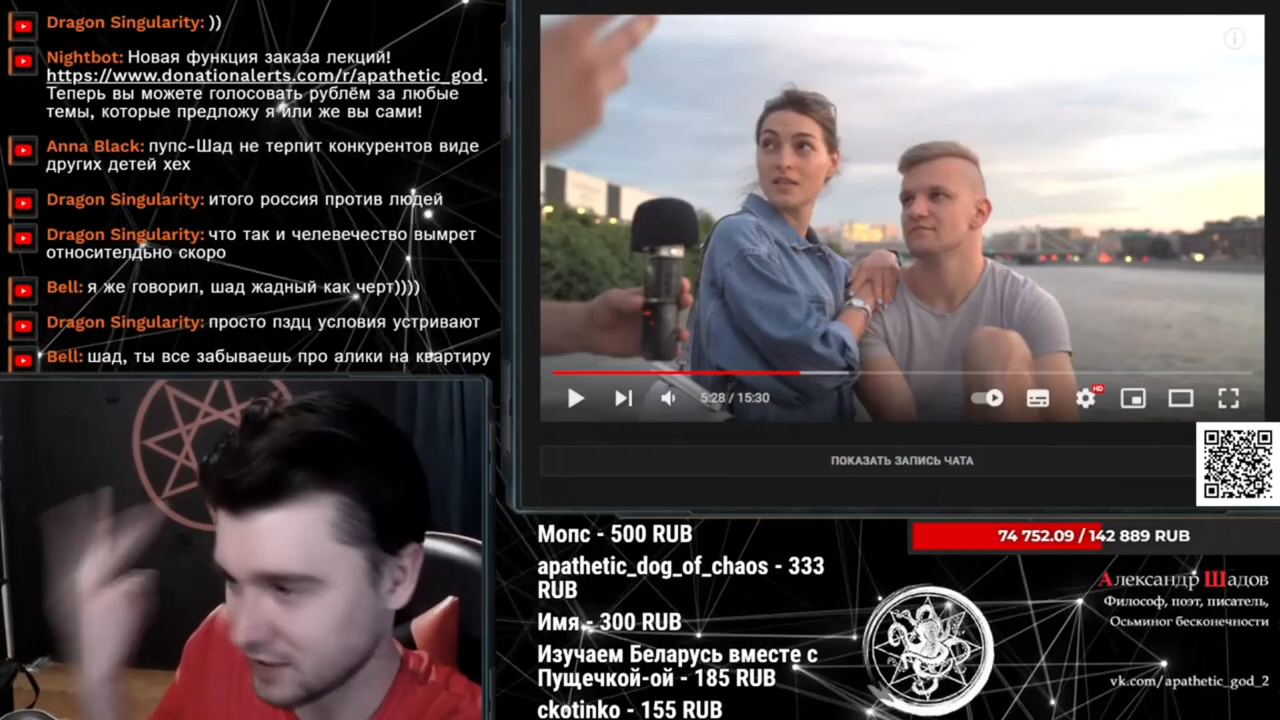 Dragon Singularity: ))
Nightbot: Новая функция заказа лекций!
https://www.donationalerts.com/r/apathetic_god.
Теперь вы можете голосовать рублём за любые
темы, которые предложу я или же вы сами!
Anna Black: пупс-Шад не терпит конкурентов виде
других детей хех
Dragon Singularity: итого россия против людей
Dragon Singularity: что так и челевечество вымрет
относителдьно скоро
Bell: я же говорил, шад жадный как черт))))
Dragon Singularity: просто пздц условия устривают
Bell: шад, ты все забываешь про алики на квартиру
5:28 / 15:30
HD
ПОКАЗАТЬ ЗАПИСЬ ЧАТА
Мопс - 500 RUB
apathetic_dog_of_chaos - 333
RUB
Имя - 300 RUB
Изучаем Беларусь вместе с
Пущечкой-ой - 185 RUB
ckotinko - 155 RUB
74 752.09 / 142 889 RUB
Александр Шадов
Философ, поэт, писатель,
Осьминог бесконечности
vk.com/apathetic_god_2